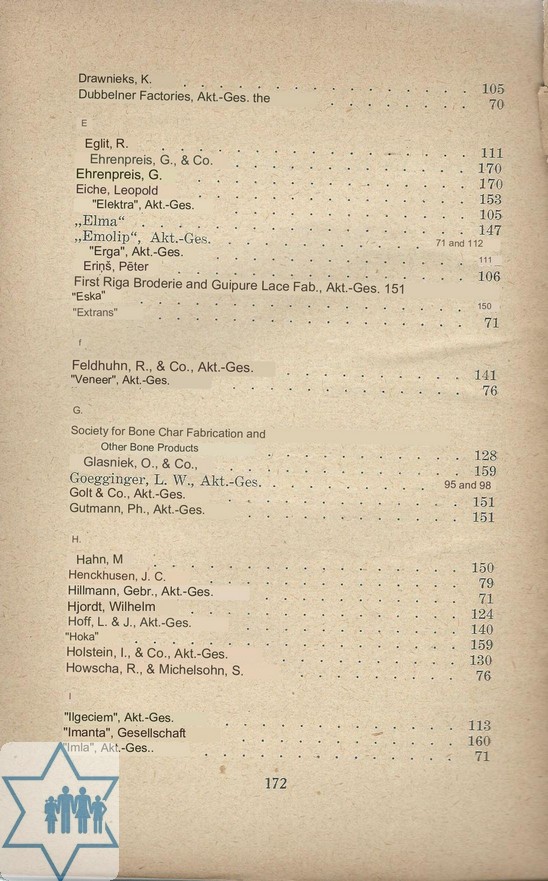 Drawnieks, K. . . . . . . . . . . . . . . . . . . 105
Dubbelner Factories, Akt.-Ges. the . . . . . . . . . . . 70
E
Eglit, R. . . . . . . . . . . . . . . . . . . . 111
Ehrenpreis, G., & Co. . . . . . . . . . . . . . . . 170
Ehrenpreis, G. . . . . . . . . . . . . . . . . . 170
Eiche, Leopold . . . . . . . . . . . . . . . . . 153
"Elektra", Akt.-Ges. . . . . . . . . . . . . . . . 105
„Elma“ . . . . . . . . . . . . . . . . . . . . 147
„Emolip“, Akt.-Ges. . . . . . . . . . . . . 71 and 112
"Erga", Akt.-Ges. . . . . . . . . . . . . . . . . 111
Eriņš, Pēter . . . . . . . . . . . . . . . . . . 106
First Riga Broderie and Guipure Lace Fab., Akt.-Ges. 151
"Eska" . . . . . . . . . . . . . . . . . . . . 150
"Extrans" . . . . . . . . . . . . . . . . . . . 71
f
Feldhuhn, R., & Co., Akt.-Ges. . . . . . . . . . . . . 141
"Veneer", Akt.-Ges. . . . . . . . . . . . . . . . . 76
G.
Society for Bone Char Fabrication and
Other Bone Products . . . . . . . . . . . . . 128
Glasniek, O., & Co., . . . . . . . . . . . . . . . 159
Goegginger, L. W., Akt.-Ges. . . . . . . . . . 95 and 98
Golt & Co., Akt.-Ges. . . . . . . . . . . . . . . . 151
Gutmann, Ph., Akt.-Ges. . . . . . . . . . . . . . . 151
H.
Hahn, M . . . . . . . . . . . . . . . . . . . 150
Henckhusen, J. C. . . . . . . . . . . . . . . . . . 79
Hillmann, Gebr., Akt.-Ges. . . . . . . . . . . . . . 71
Hjordt, Wilhelm . . . . . . . . . . . . . . . . . 124
Hoff, L. & J., Akt.-Ges. . . . . . . . . . . . . . . 140
"Hoka" . . . . . . . . . . . . . . . . . . . . 159
Holstein, I., & Co., Akt.-Ges. . . . . . . . . . . . . 130
Howscha, R., & Michelsohn, S. . . . . . . . . . . . . 76
I
"Ilgeciem", Akt.-Ges. . . . . . . . . . . . . . . . 113
"Imanta", Gesellschaft . . . . . . . . . . . . . . . 160
"Imla", Akt.-Ges.. . . . . . . . . . . . . . . . . 71
172